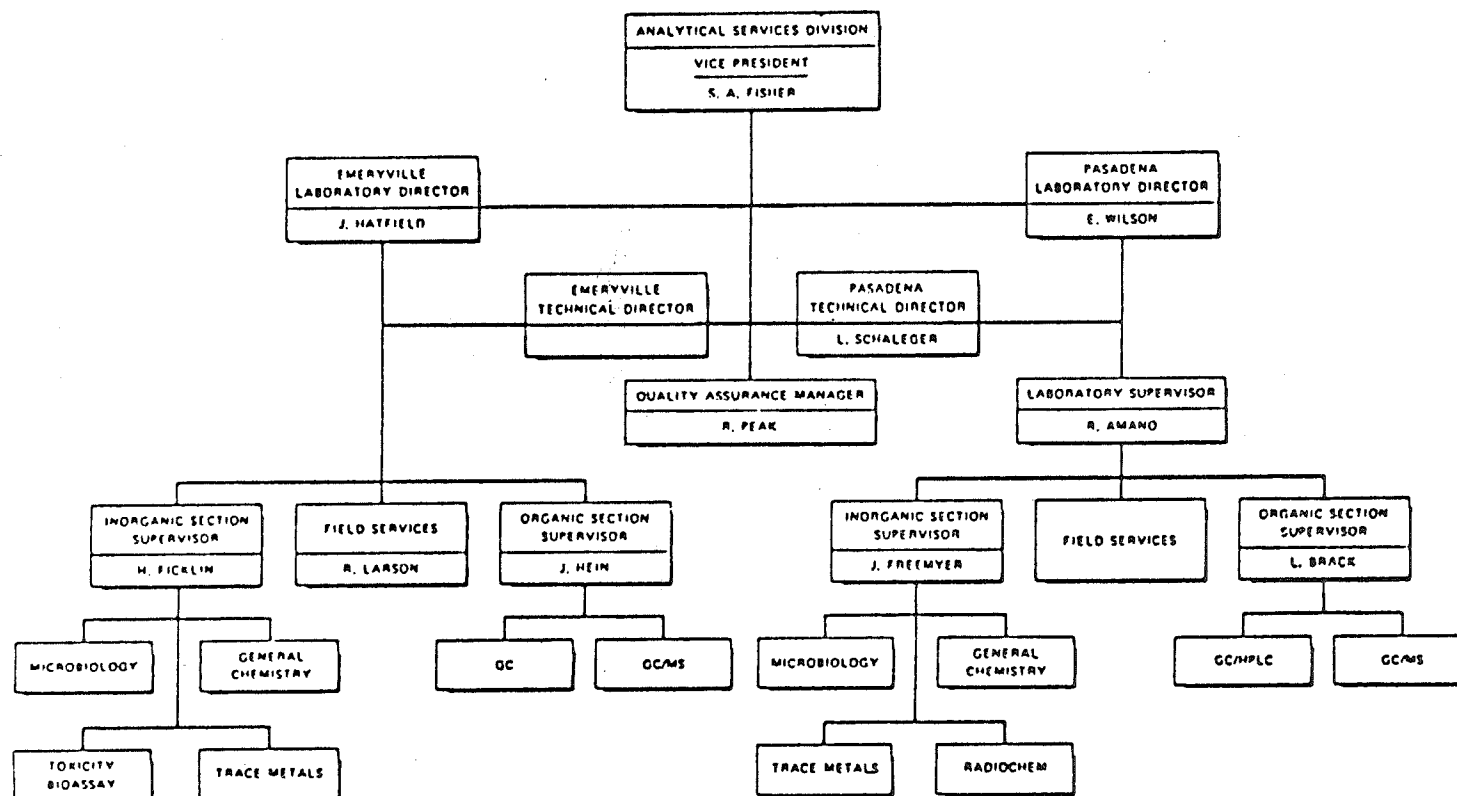 ANALYTICAL SERVICES DIVISION
VICE PRESIDENT
S. A. FISHER
EMERYVILLE
LABORATORY DIRECTOR
J. HATFIELD
PASADENA
LABORATORY DIRECTOR
E. WILSON
EMERYVILLE
TECHNICAL DIRECTOR
PASADENA
TECHNICAL DIRECTOR
L. SCHALEGER
QUALITY ASSURANCE MANAGER
R. PEAK
LABORATORY SUPERVISOR
R. AMANO
INORGANIC SECTION
SUPERVISOR
H. FICKLIN
FIELD SERVICES
R. LARSON
ORGANIC SECTION
SUPERVISOR
J. HEIN
INORGANIC SECTION
SUPERVISOR
J. FREEMYER
FIELD SERVICES
ORGANIC SECTION
SUPERVISOR
L. BRACK
MICROBIOLOGY
GENERAL
CHEMISTRY
GC
GC/MS
MICROBIOLOGY
GENERAL
CHEMISTRY
GC/HPLC
GC/MS
TOXICITY
BIOASSAY
TRACE METALS
TRACE METALS
RADIOCHEM